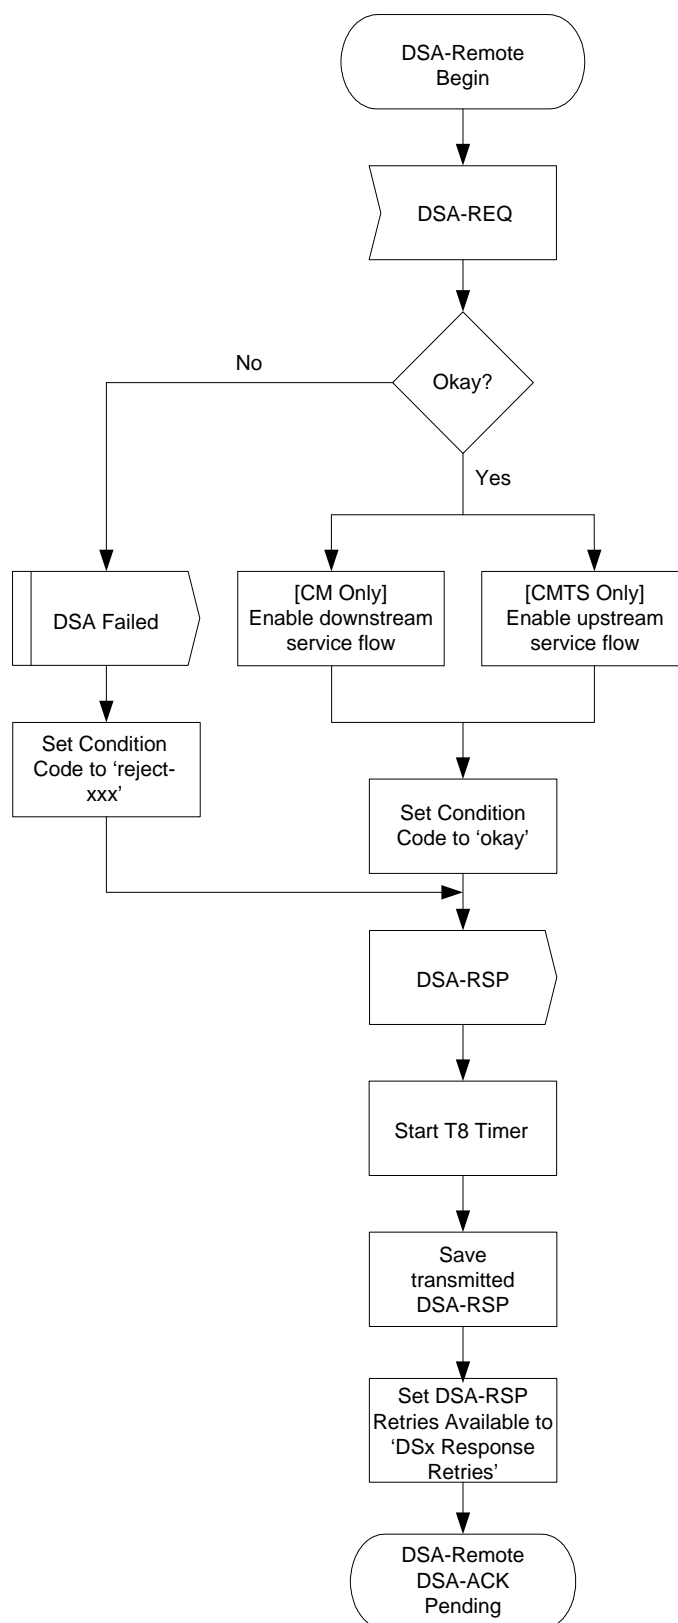 DSA-Remote
Begin
DSA-REQ
Okay?
No
Yes
DSA Failed
[CM Only]
Enable downstream
service flow
[CMTS Only]
Enable upstream
service flow
Set Condition
Code to ‘reject-
xxx’
Set Condition
Code to ‘okay’
DSA-RSP
Start T8 Timer
Save
transmitted
DSA-RSP
Set DSA-RSP
Retries Available to
‘DSx Response
Retries’
DSA-Remote
DSA-ACK
Pending